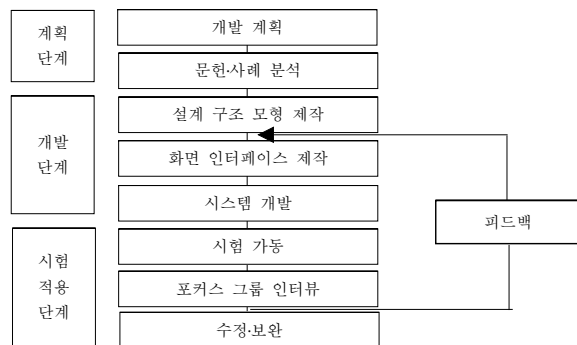 계획
단계
개발 계획
문헌·사례 분석
개발
단계
설계 구조 모형 제작
화면 인터페이스 제작
시스템 개발
시험
적용
단계
시험 가동
포커스 그룹 인터뷰
수정·보완
피드백